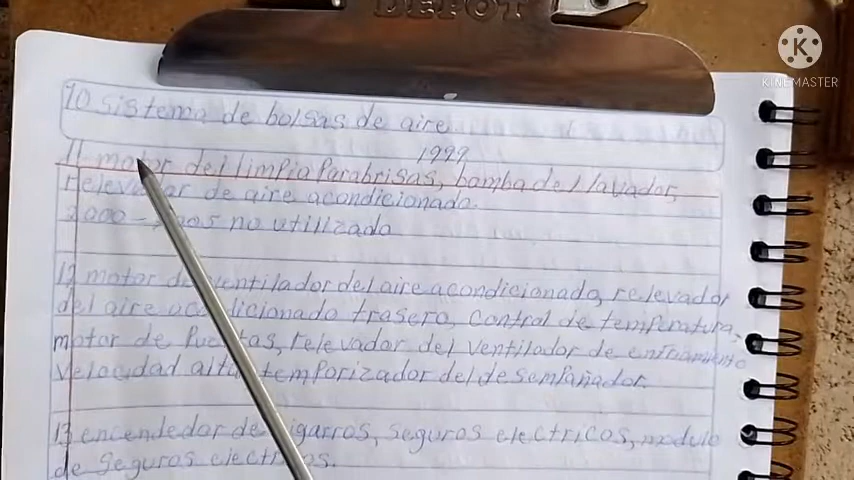 DEPOT
KINEMASTER
10 sistema de bolsas de aire
1999
11 motor del limpia parabrisas, bomba del lavador,
relevador de aire acondicionado.
2000 - 2005 no utilizado
12 motor de ventilador del aire acondicionado, relevador
del aire acondicionado trasero, control de temperatura,
motor de puertas, relevador del ventilador de enfriamiento
velocidad alta, temporizador del desempañador.
13 encendedor de cigarros, seguros electricos, modulo
de seguros electricos.